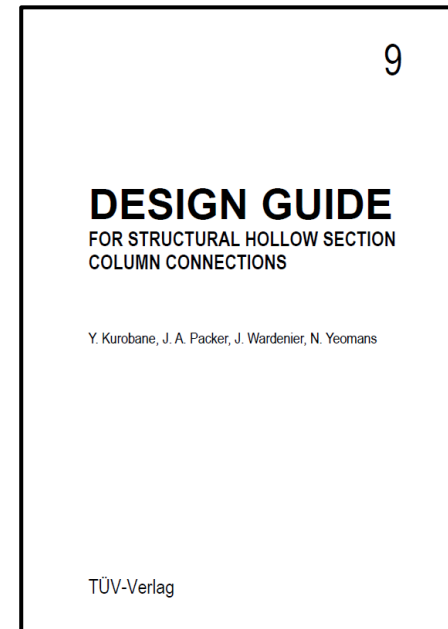 9
DESIGN GUIDE
FOR STRUCTURAL HOLLOW SECTION
COLUMN CONNECTIONS
Y. Kurobane, J. A. Packer, J. Wardenier, N. Yeomans
TÜV-Verlag